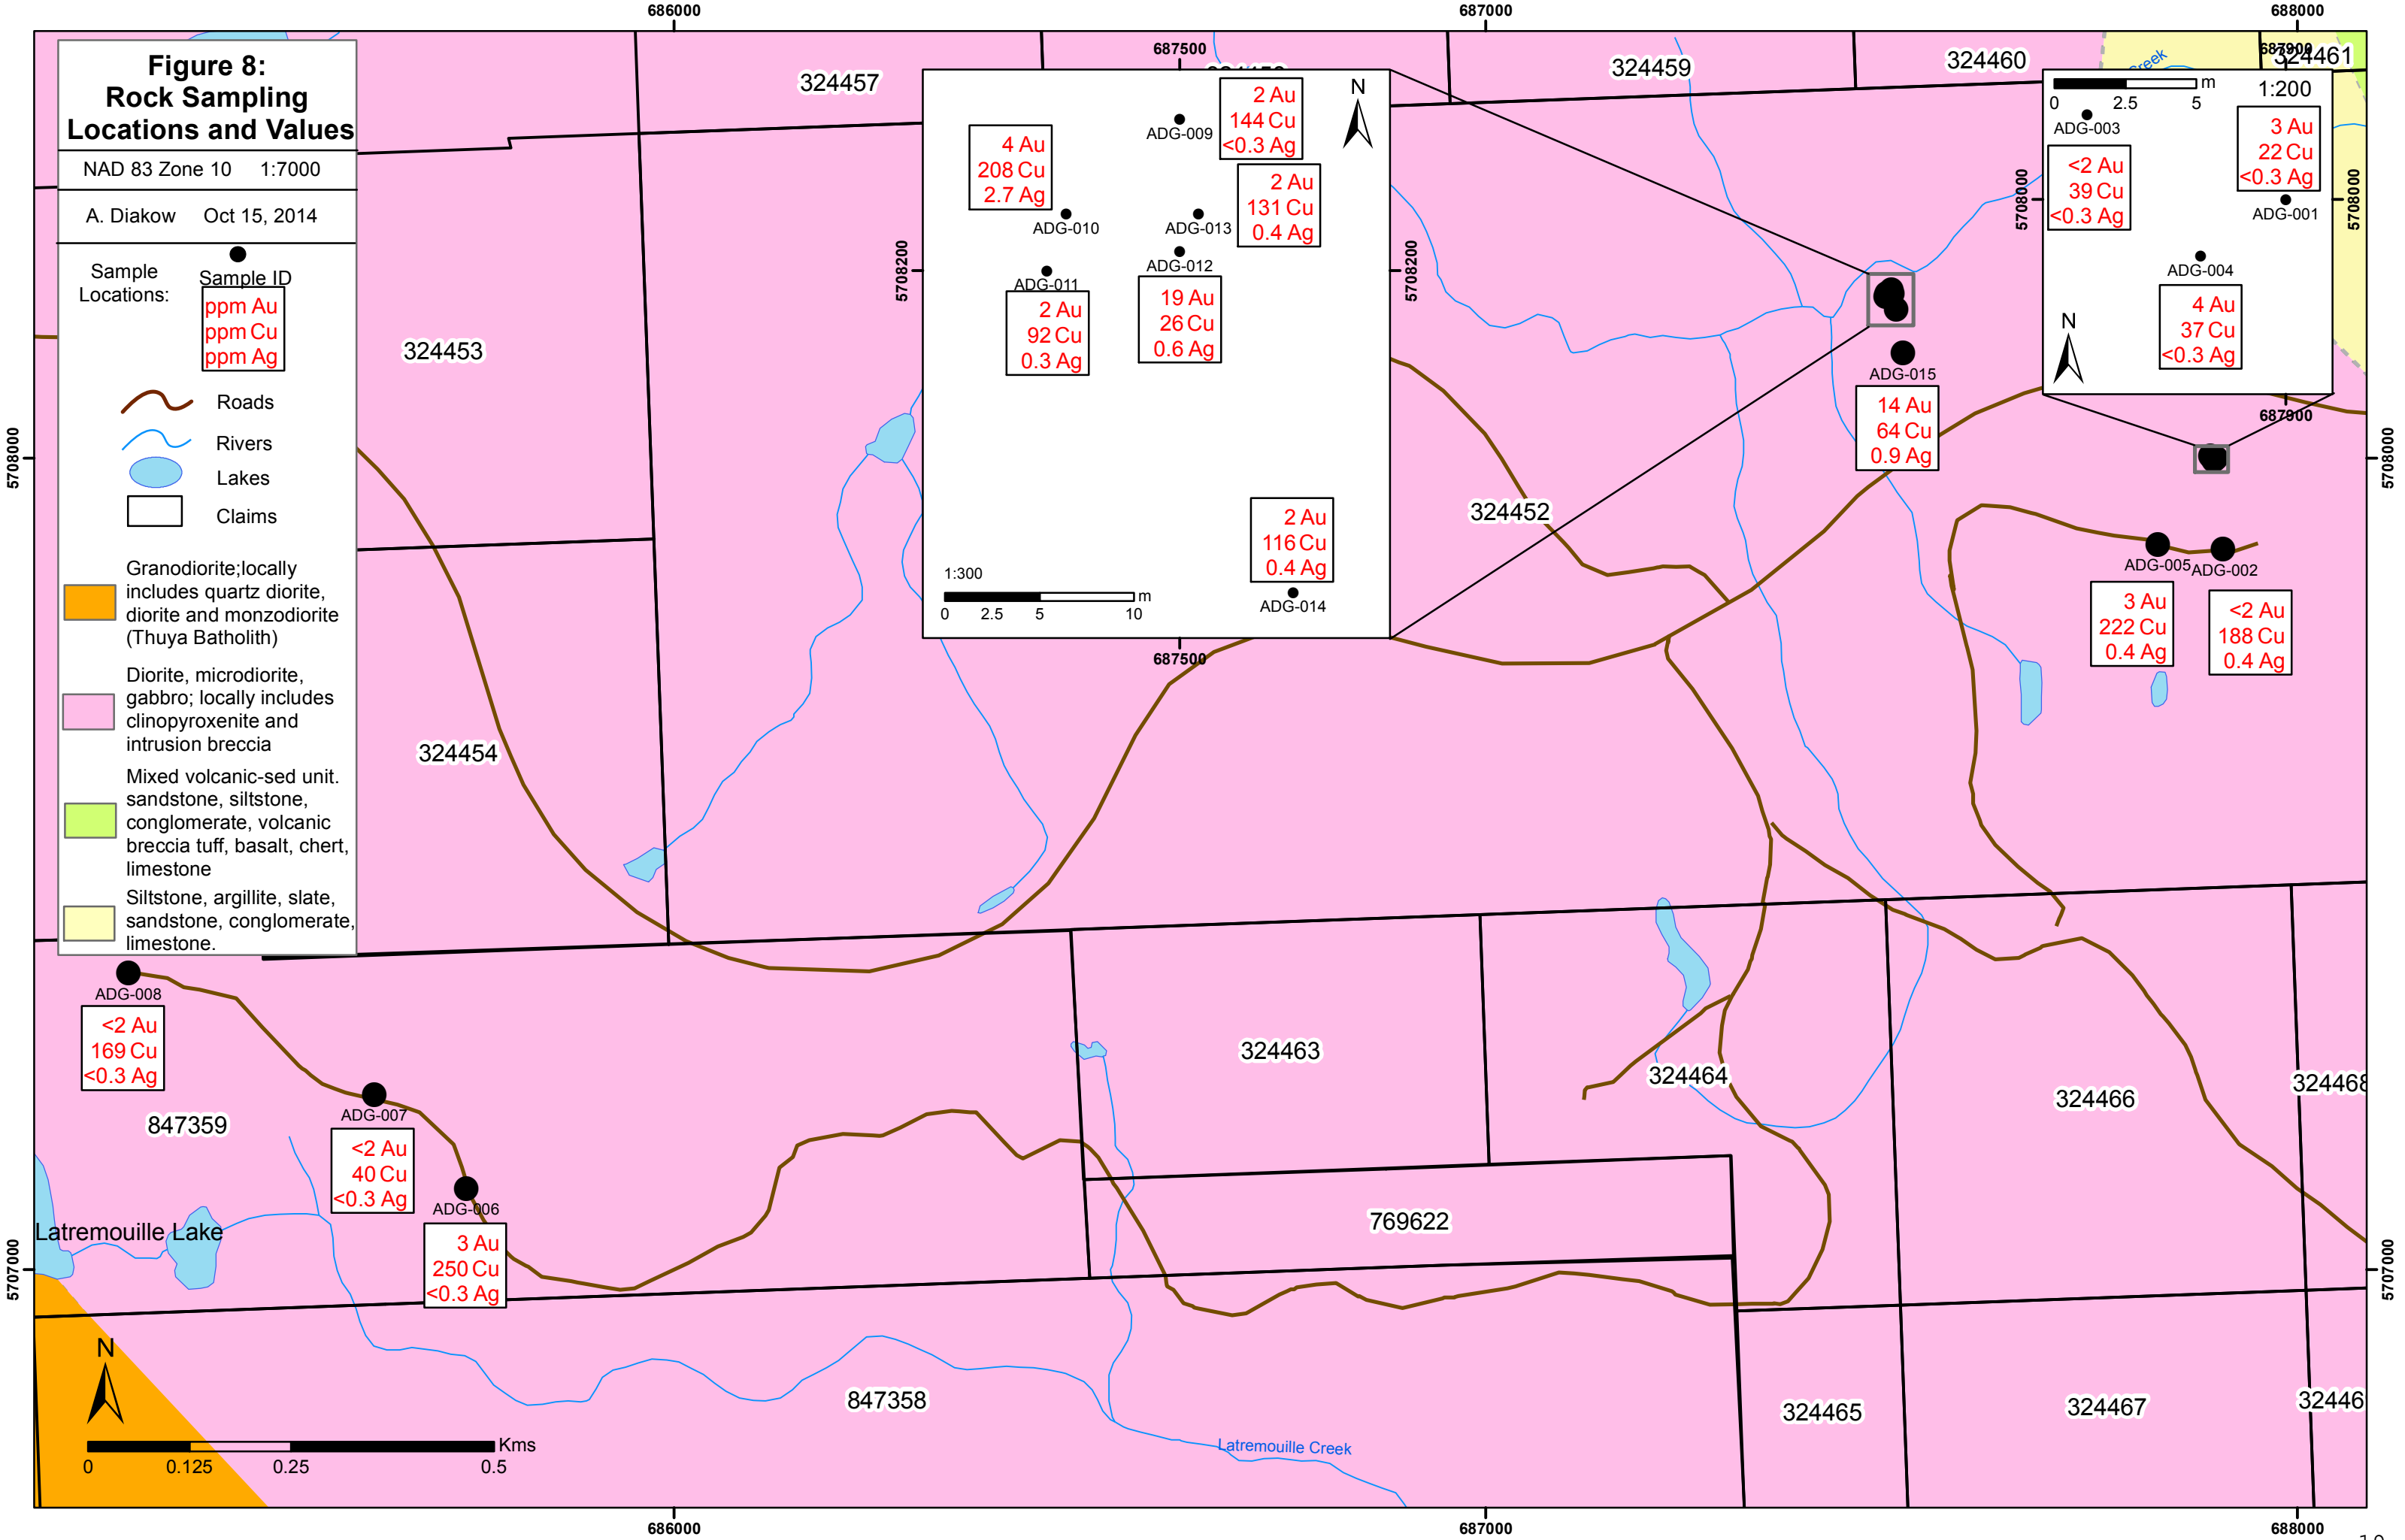 686000
687000
688000
Figure 8:
Rock Sampling
Locations and Values
NAD 83 Zone 10 1:7000
A. Diakow Oct 15, 2014
Sample
Locations:
Sample ID
ppm Au
ppm Cu
ppm Ag
Roads
Rivers
Lakes
Claims
Granodiorite;locally
includes quartz diorite,
diorite and monzodiorite
(Thuya Batholith)
Diorite, microdiorite,
gabbro; locally includes
clinopyroxenite and
intrusion breccia
Mixed volcanic-sed unit.
sandstone, siltstone,
conglomerate, volcanic
breccia tuff, basalt, chert,
limestone
Siltstone, argillite, slate,
sandstone, conglomerate,
limestone.
324457
324459
324460
324461
Creek
324453
324454
324452
687500
N
ADG-009
2 Au
144 Cu
<0.3 Ag
4 Au
208 Cu
2.7 Ag
ADG-010
ADG-013
2 Au
131 Cu
0.4 Ag
ADG-012
19 Au
26 Cu
0.6 Ag
ADG-011
2 Au
92 Cu
0.3 Ag
2 Au
116 Cu
0.4 Ag
ADG-014
1:300
m
0 2.5 5 10
5708200
5708200
687500
687900
m
0 2.5 5
1:200
ADG-003
<2 Au
39 Cu
<0.3 Ag
3 Au
22 Cu
<0.3 Ag
ADG-001
ADG-004
4 Au
37 Cu
<0.3 Ag
N
5708000
5708000
687900
ADG-015
14 Au
64 Cu
0.9 Ag
ADG-005
3 Au
222 Cu
0.4 Ag
ADG-002
<2 Au
188 Cu
0.4 Ag
5708000
5708000
ADG-008
<2 Au
169 Cu
<0.3 Ag
847359
ADG-007
<2 Au
40 Cu
<0.3 Ag
ADG-006
3 Au
250 Cu
<0.3 Ag
Latremouille Lake
324463
324464
324466
324468
769622
5707000
5707000
847358
324465
324467
32446
Latremouille Creek
N
Kms
0 0.125 0.25 0.5
686000
687000
688000